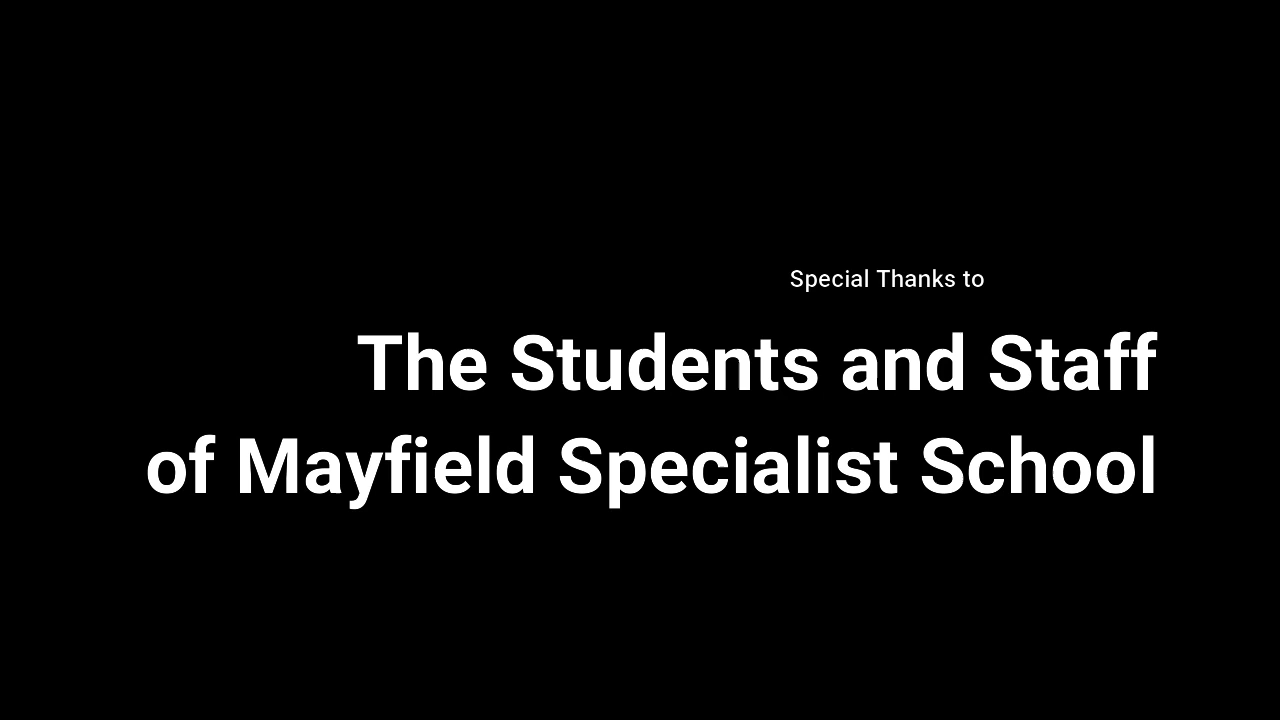 Special Thanks to
The Students and Staff
of Mayfield Specialist School